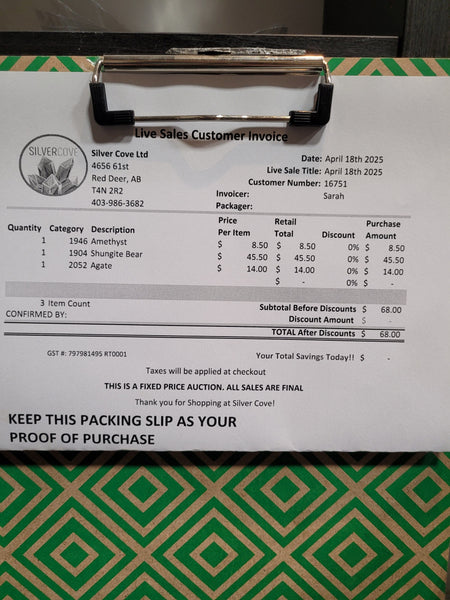 Live Sales Customer Invoice
SILVERCOVE
Silver Cove Ltd
4656 61st
Red Deer, AB
T4N 2R2
403-986-3682
Date: April 18th 2025
Live Sale Title: April 18th 2025
Customer Number: 16751
Invoicer: Sarah
Packager:
Quantity Category Description Price Per Item Retail Total Discount Purchase Amount
1 1946 Amethyst $ 8.50 $ 8.50 0% $ 8.50
1 1904 Shungite Bear $ 45.50 $ 45.50 0% $ 45.50
1 2052 Agate $ 14.00 $ 14.00 0% $ 14.00
$ - 0% $ -
3 Item Count Subtotal Before Discounts $ 68.00
CONFIRMED BY: Discount Amount $ -
TOTAL After Discounts $ 68.00
GST #: 797981495 RT0001 Your Total Savings Today!! $ -
Taxes will be applied at checkout
THIS IS A FIXED PRICE AUCTION. ALL SALES ARE FINAL
Thank you for Shopping at Silver Cove!
KEEP THIS PACKING SLIP AS YOUR
PROOF OF PURCHASE